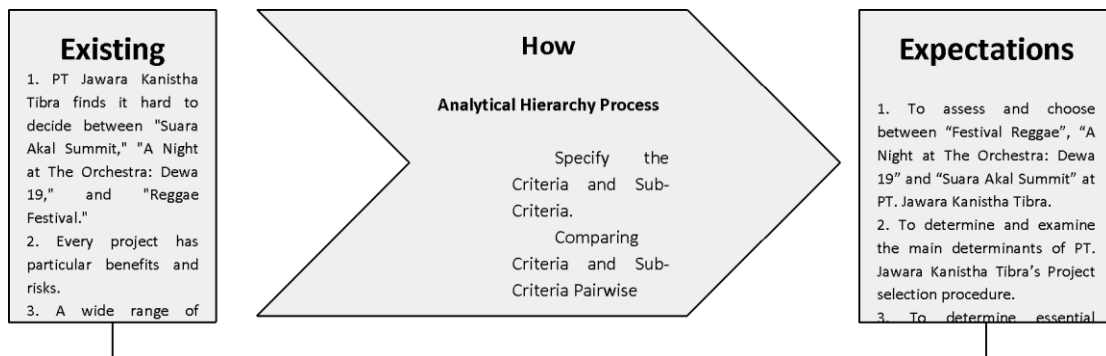 Existing
1. PT Jawara Kanistha
Tibra finds it hard to
decide between "Suara
Akal Summit," "A Night
at The Orchestra: Dewa
19," and "Reggae
Festival."
2. Every project has
particular benefits and
risks.
3. A wide range of
How
Analytical Hierarchy Process
Specify the
Criteria and Sub-
Criteria.
Comparing
Criteria and Sub-
Criteria Pairwise
Expectations
1. To assess and choose
between “Festival Reggae”, “A
Night at The Orchestra: Dewa
19” and “Suara Akal Summit” at
PT. Jawara Kanistha Tibra.
2. To determine and examine
the main determinants of PT.
Jawara Kanistha Tibra’s Project
selection procedure.
3. To determine essential